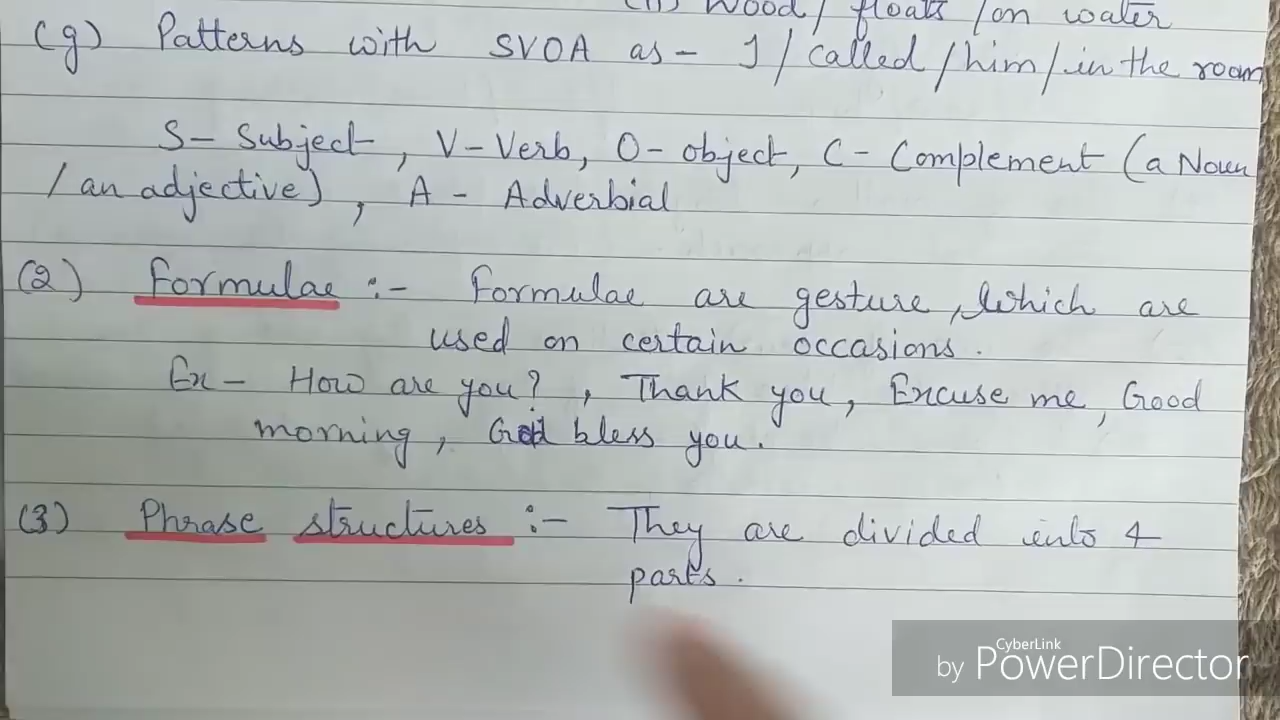 (ii) Wood / floats / on water
(g) Patterns with SVOA as - I / called / him / in the room
S - Subject, V - Verb, O - object, C - Complement (a Noun
/ an adjective), A - Adverbial
(2) Formulae :- Formulae are gesture, which are
used on certain occasions.
Ex - How are you?, Thank you, Excuse me, Good
morning, God bless you.
(3) Phrase structures :- They are divided into 4
parts.
CyberLink
by PowerDirector